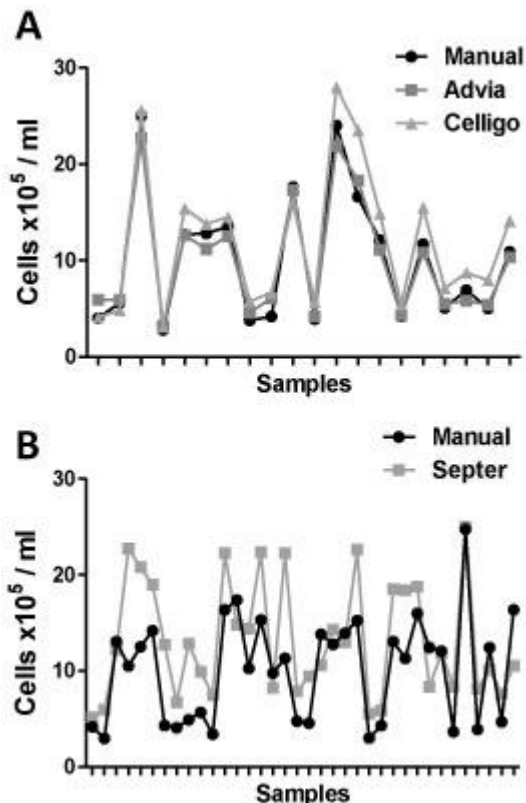 A
Manual
Advia
Celligo
30
20
10
0
Cells x10⁵ / ml
Samples
B
Manual
Septer
30
20
10
0
Cells x10⁵ / ml
Samples